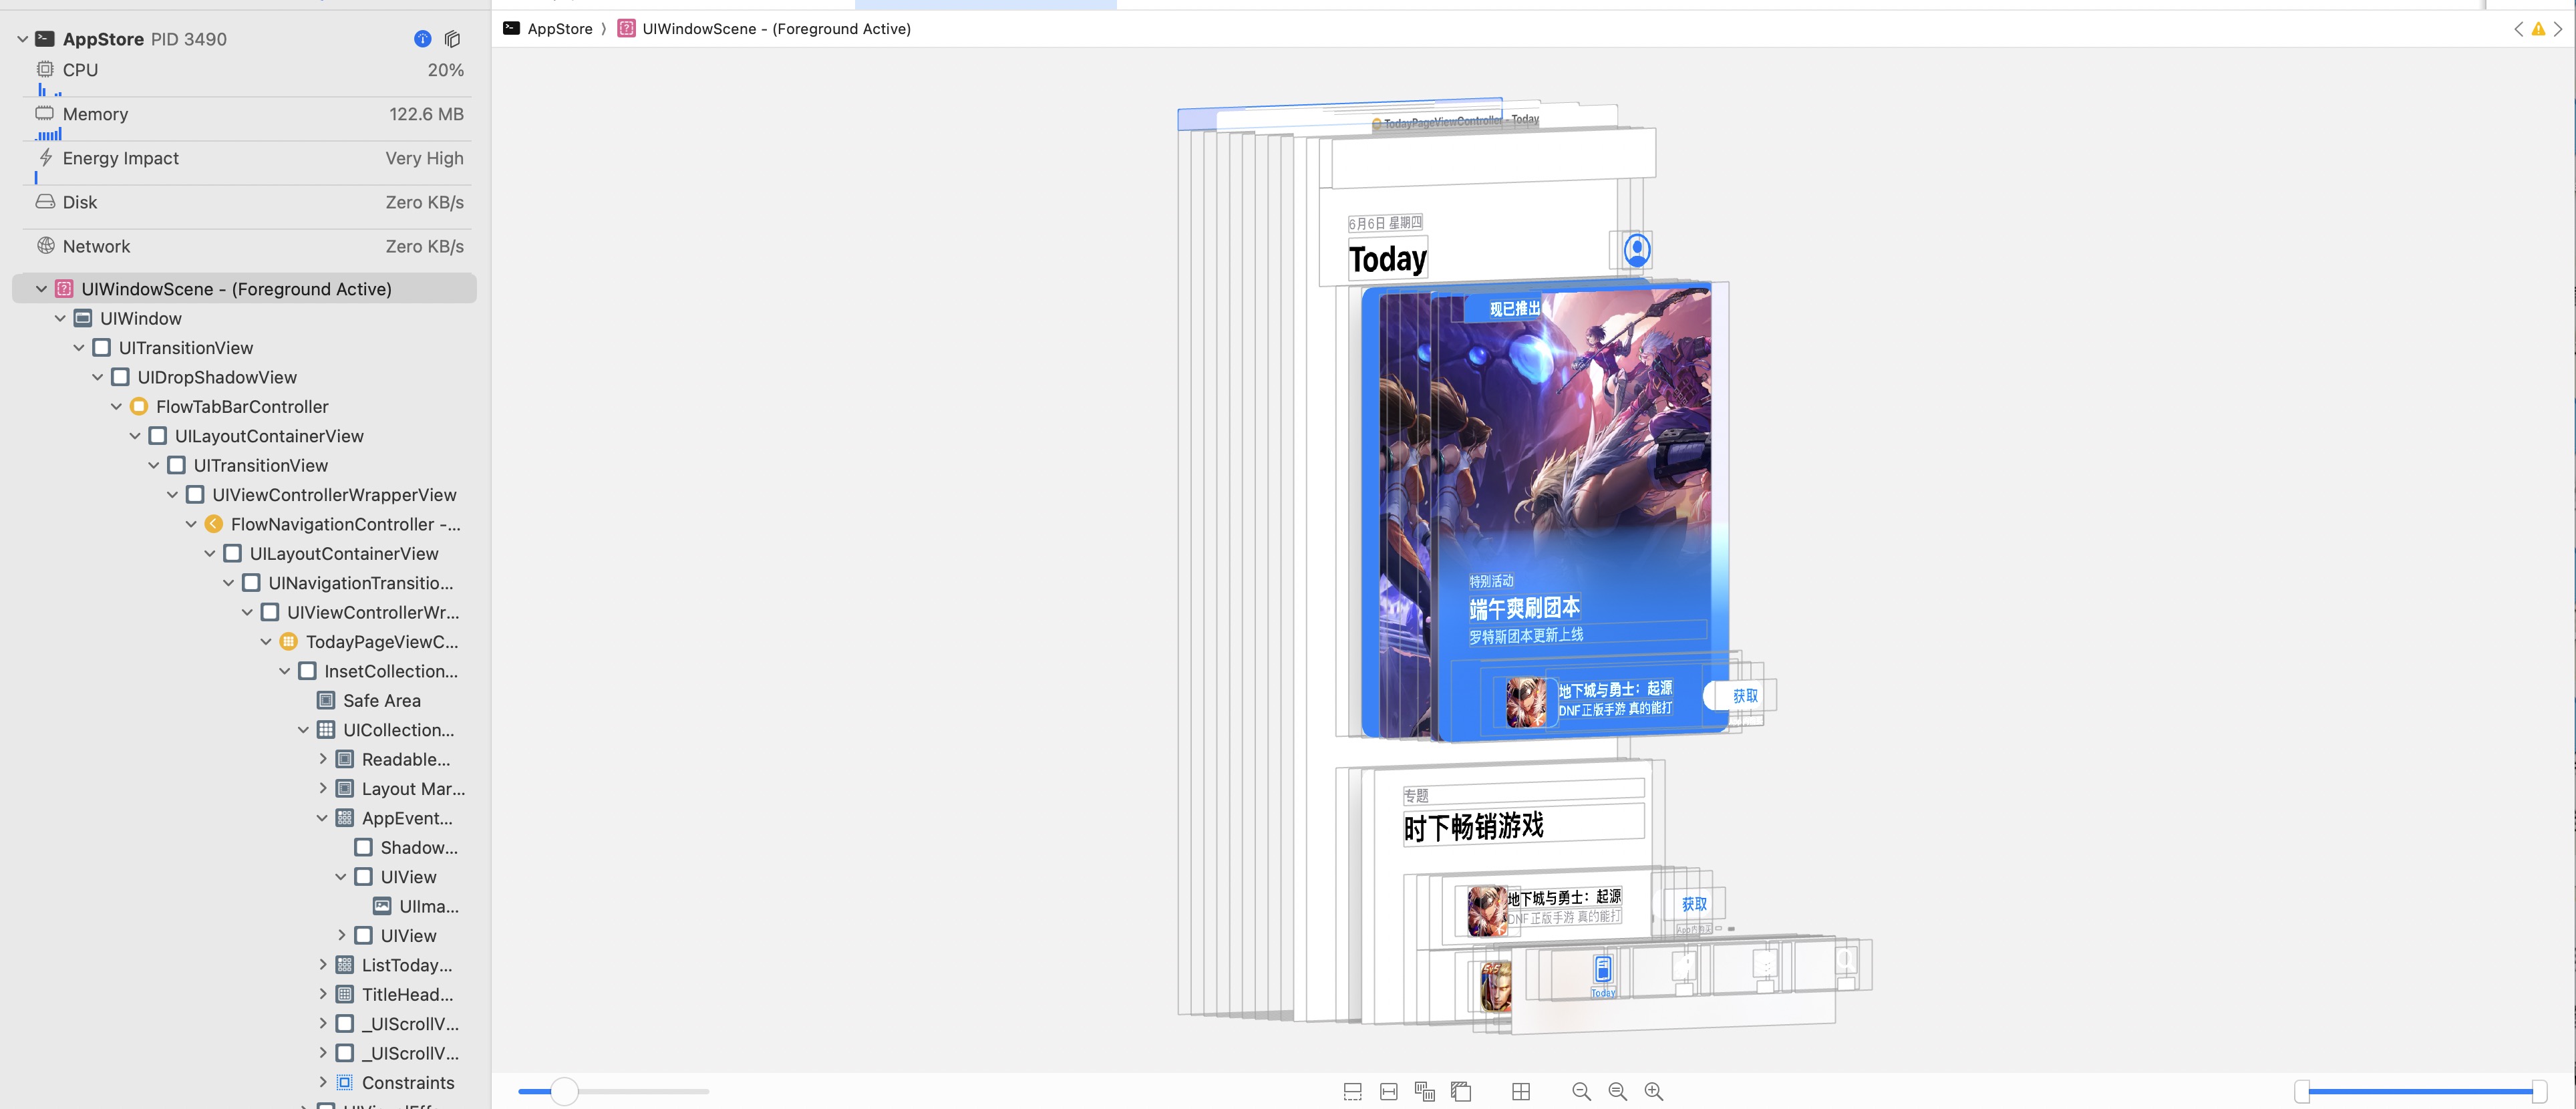 AppStore PID 3490
CPU 20%
Memory 122.6 MB
Energy Impact Very High
Disk Zero KB/s
Network Zero KB/s
UIWindowScene - (Foreground Active)
UIWindow
UITransitionView
UIDropShadowView
FlowTabBarController
UILayoutContainerView
UITransitionView
UIViewControllerWrapperView
FlowNavigationController -...
UILayoutContainerView
UINavigationTransitio...
UIViewControllerWr...
TodayPageViewC...
InsetCollection...
Safe Area
UICollection...
Readable...
Layout Mar...
AppEvent...
Shadow...
UIView
UIIma...
UIView
ListToday...
TitleHead...
_UIScrollV...
_UIScrollV...
Constraints
AppStore 〉 UIWindowScene - (Foreground Active)
TodayPageViewController - Today
6月6日 星期四
Today
现已推出
特别活动
端午爽刷团本
罗特斯团本更新上线
地下城与勇士：起源
DNF正版手游 真的能打
获取
专题
时下畅销游戏
地下城与勇士：起源
DNF正版手游 真的能打
获取
Today